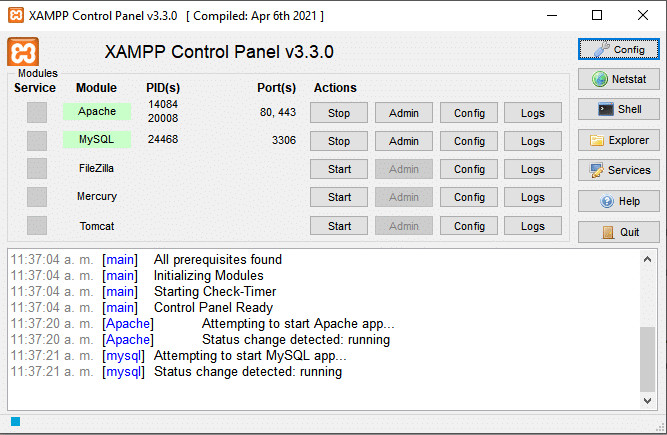 XAMPP Control Panel v3.3.0 [ Compiled: Apr 6th 2021 ]
XAMPP Control Panel v3.3.0
Config
Modules
Service Module PID(s) Port(s) Actions
Netstat
Apache 14084 20008 80, 443 Stop Admin Config Logs
Shell
MySQL 24468 3306 Stop Admin Config Logs
Explorer
FileZilla Start Admin Config Logs
Services
Mercury Start Admin Config Logs
Help
Tomcat Start Admin Config Logs
Quit
11:37:04 a. m. [main] All prerequisites found
11:37:04 a. m. [main] Initializing Modules
11:37:04 a. m. [main] Starting Check-Timer
11:37:04 a. m. [main] Control Panel Ready
11:37:20 a. m. [Apache] Attempting to start Apache app...
11:37:20 a. m. [Apache] Status change detected: running
11:37:21 a. m. [mysql] Attempting to start MySQL app...
11:37:21 a. m. [mysql] Status change detected: running